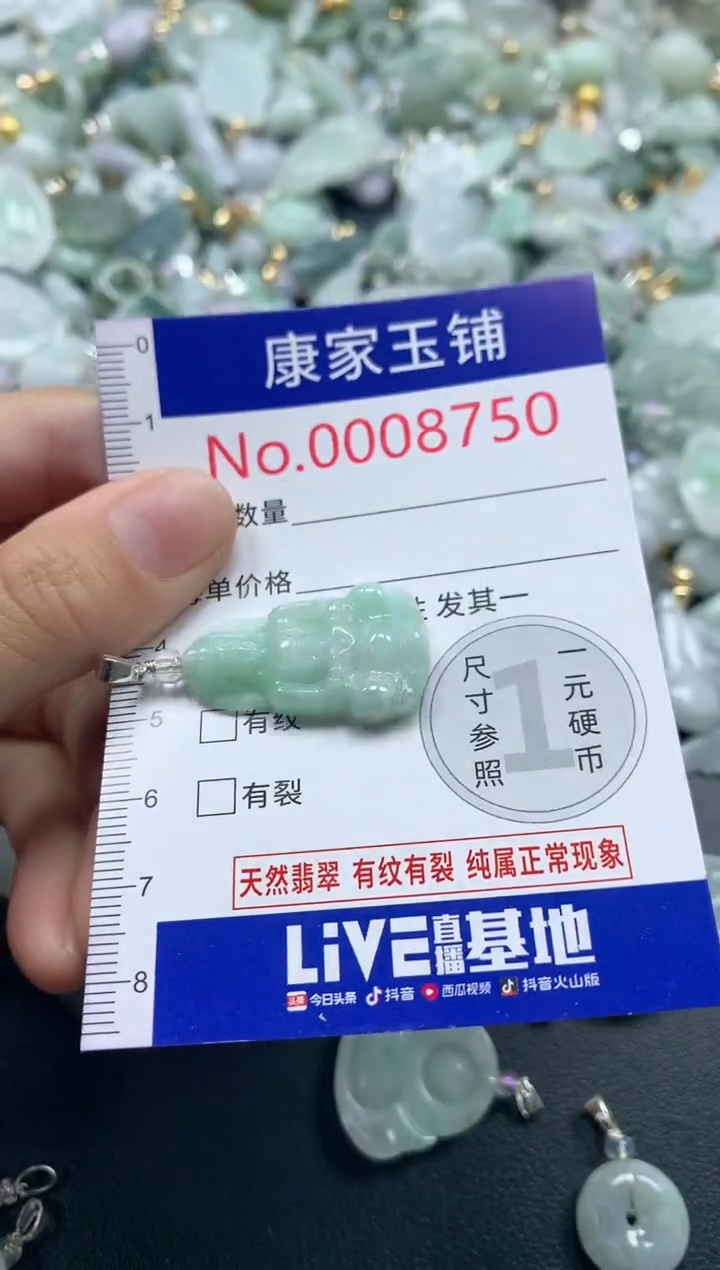 康家玉铺
No.0008750
数量
单价格
发其一
有纹
有裂
尺寸参照
1
一元硬币
0
1
4
5
6
7
8
天然翡翠 有纹有裂 纯属正常现象
LiVE直播基地
头条 今日头条 抖音 西瓜视频 抖音火山版